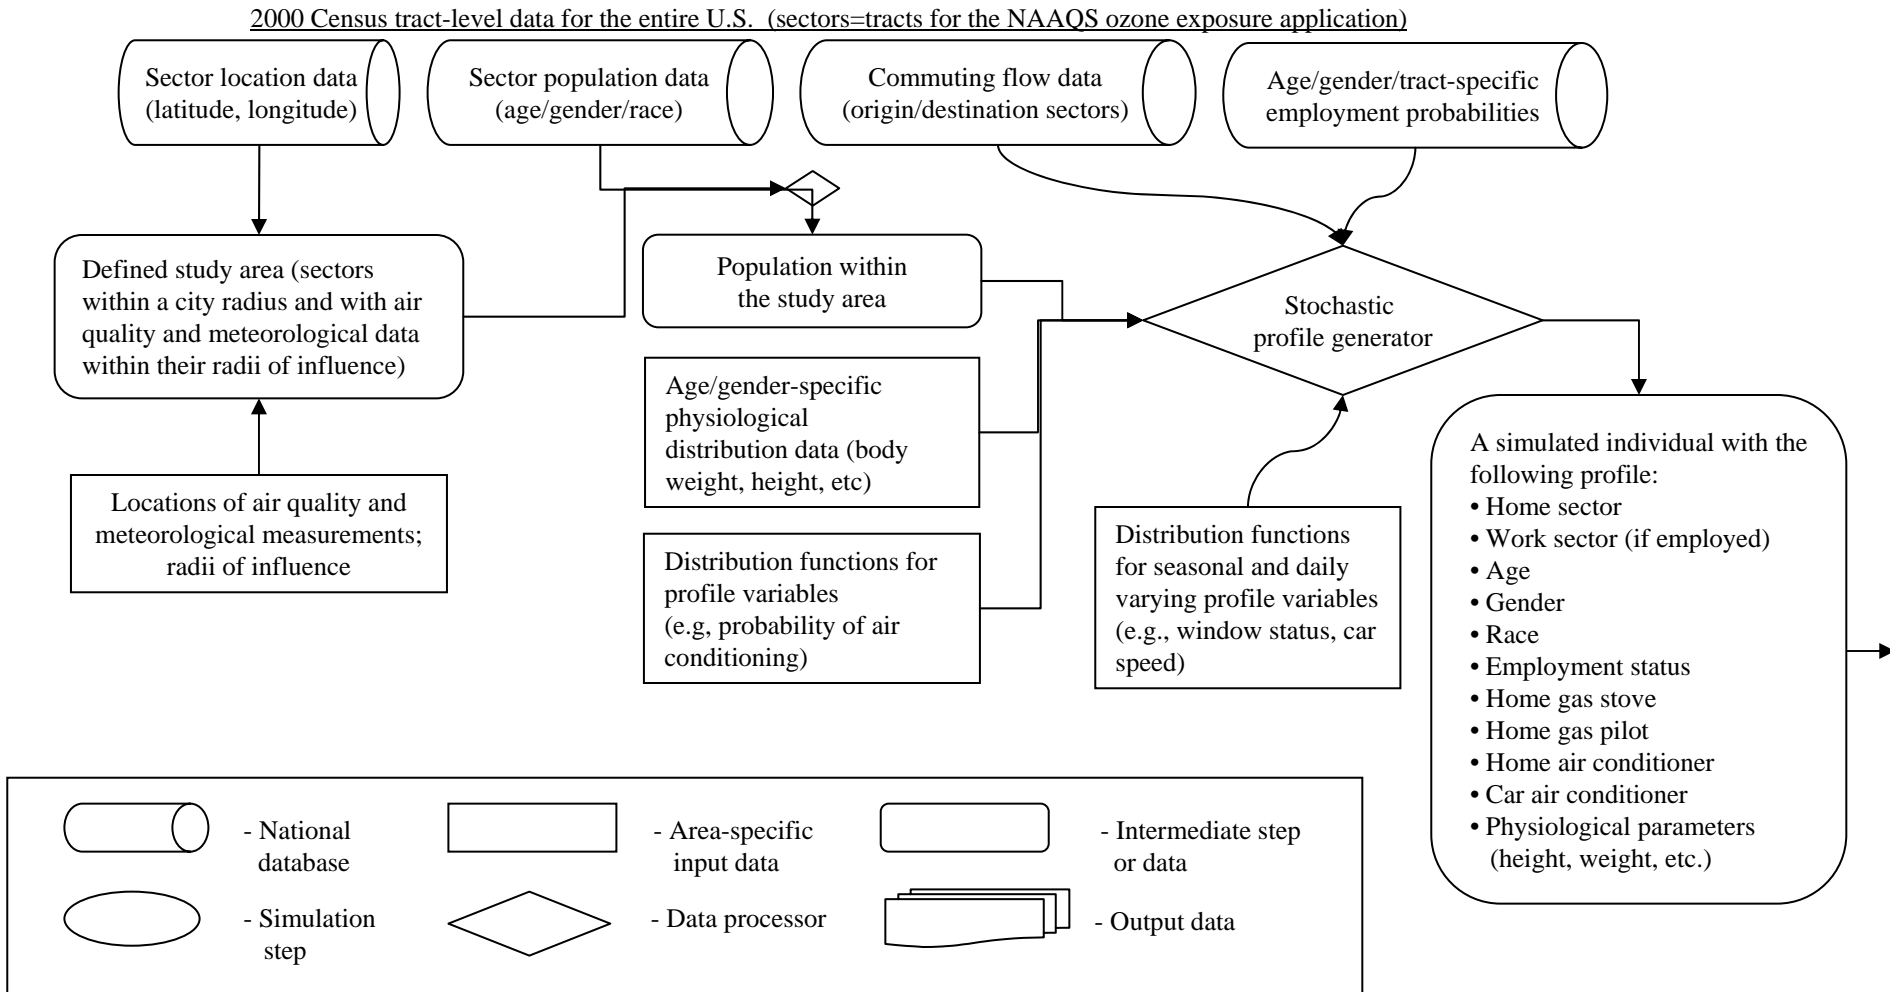 2000 Census tract-level data for the entire U.S.  (sectors=tracts for the NAAQS ozone exposure application)
Sector location data
(latitude, longitude)
Sector population data
(age/gender/race)
Commuting flow data
(origin/destination sectors)
Age/gender/tract-specific
employment probabilities
Defined study area (sectors
within a city radius and with air
quality and meteorological data
within their radii of influence)
Population within
the study area
Stochastic
profile generator
Age/gender-specific
physiological
distribution data (body
weight, height, etc)
Locations of air quality and
meteorological measurements;
radii of influence
Distribution functions for
profile variables
(e.g, probability of air
conditioning)
Distribution functions
for seasonal and daily
varying profile variables
(e.g., window status, car
speed)
A simulated individual with the
following profile:
• Home sector
• Work sector (if employed)
• Age
• Gender
• Race
• Employment status
• Home gas stove
• Home gas pilot
• Home air conditioner
• Car air conditioner
• Physiological parameters
(height, weight, etc.)
- National
database
- Area-specific
input data
- Intermediate step
or data
- Simulation
step
- Data processor
- Output data